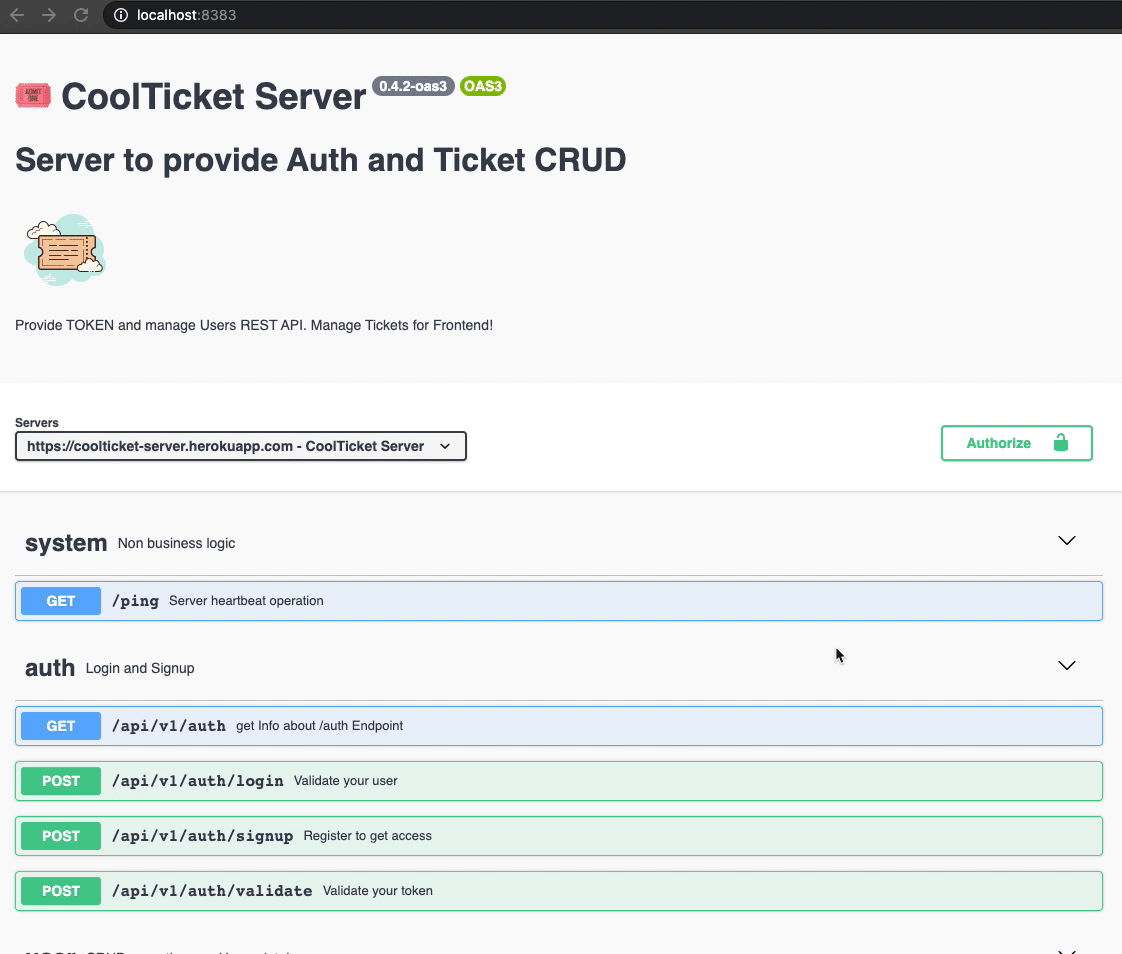 localhost:8383
ADMIT ONE
CoolTicket Server 0.4.2-oas3 OAS3
Server to provide Auth and Ticket CRUD
Provide TOKEN and manage Users REST API. Manage Tickets for Frontend!
Servers
https://coolticket-server.herokuapp.com - CoolTicket Server
Authorize
system Non business logic
GET /ping Server heartbeat operation
auth Login and Signup
GET /api/v1/auth get Info about /auth Endpoint
POST /api/v1/auth/login Validate your user
POST /api/v1/auth/signup Register to get access
POST /api/v1/auth/validate Validate your token